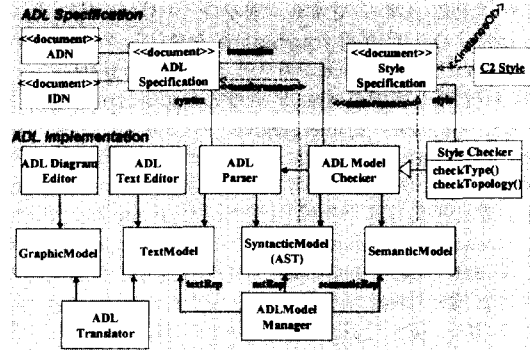 ADL Specification
<<document>>
ADN
<<document>>
IDN
<<document>>
ADL
Specification
semantics
syntax
<<document>>
Style
Specification
<<instanceOf>>
C2 Style
style
ADL Implementation
ADL Diagram
Editor
ADL
Text Editor
ADL
Parser
ADL Model
Checker
Style Checker
checkType()
checkTopology()
GraphicModel
TextModel
SyntacticModel
(AST)
SemanticModel
textRep
astRep
semanticRep
ADL
Translator
ADLModel
Manager